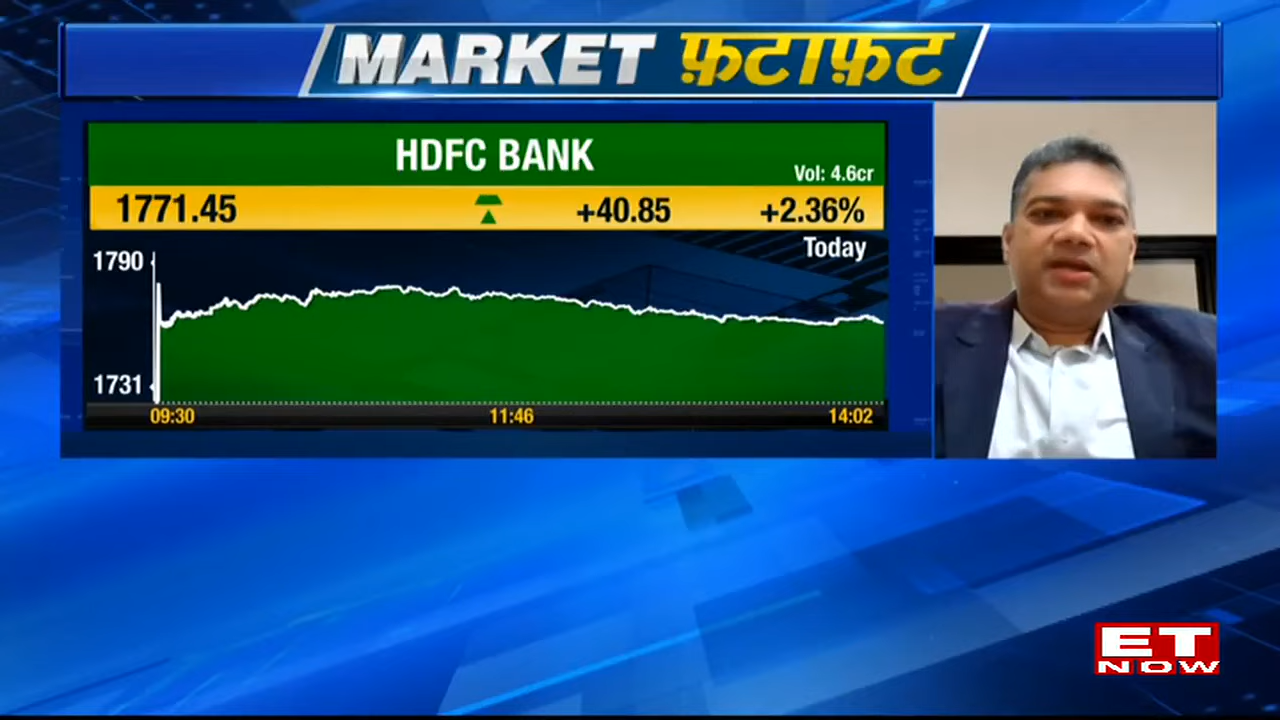 MARKET फ़टाफ़ट
HDFC BANK
Vol: 4.6cr
1771.45 +40.85 +2.36%
Today
1790
1731
09:30 11:46 14:02
ET
NOW